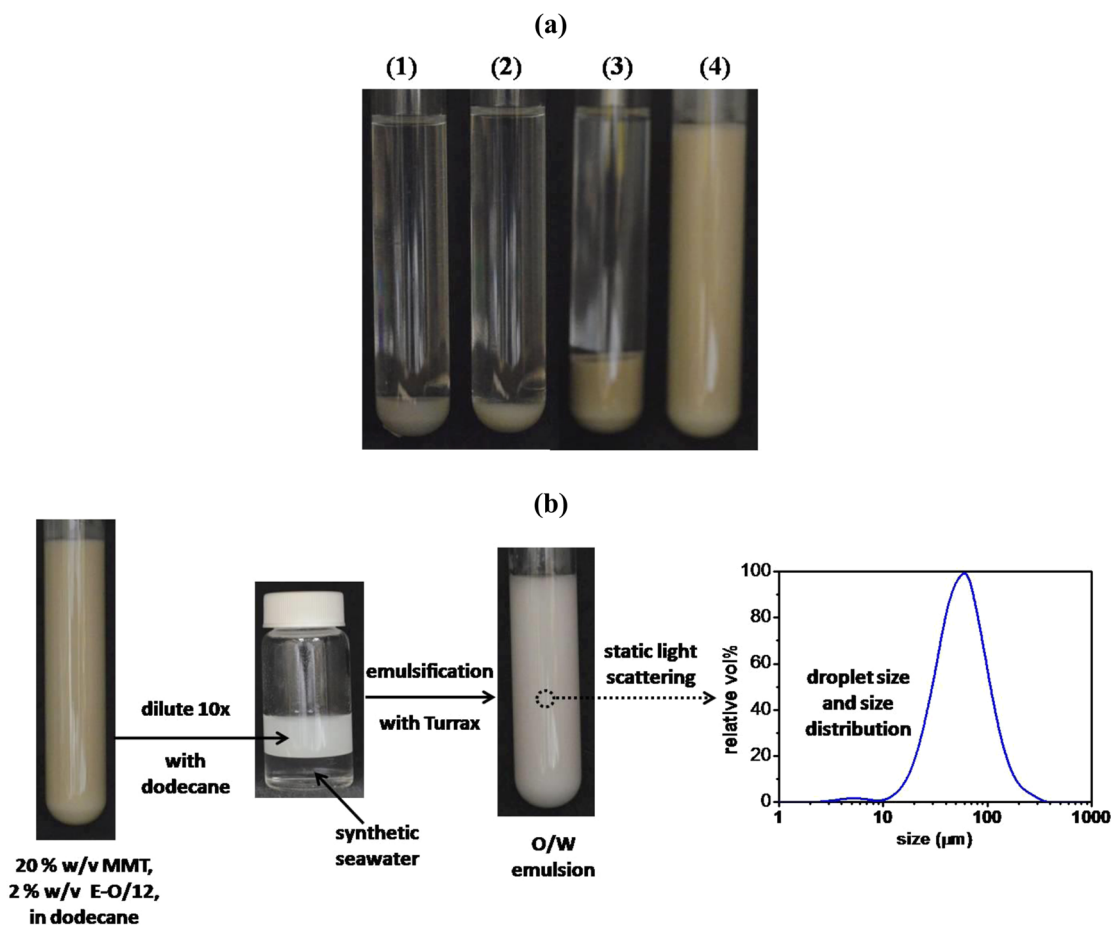 (a)
(1) (2) (3) (4)
(b)
dilute 10x
with
dodecane
20 % w/v MMT,
2 % w/v E-O/12,
in dodecane
synthetic
seawater
emulsification
with Turrax
O/W
emulsion
static light
scattering
droplet size
and size
distribution
relative vol%
100
80
60
40
20
0
1 10 100 1000
size (µm)